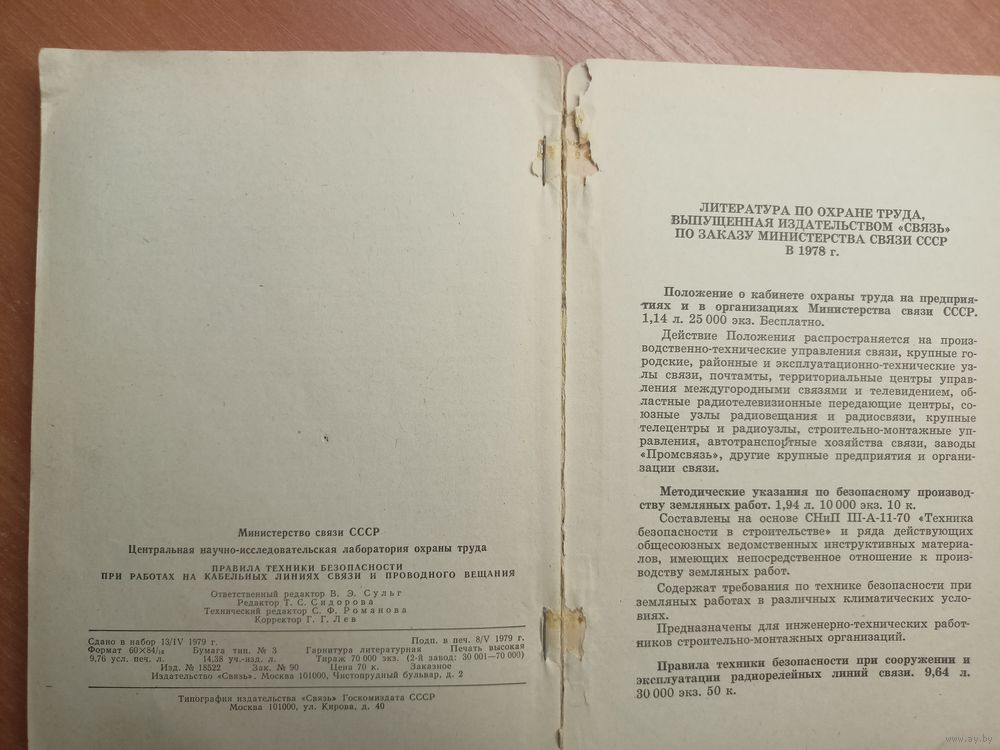 Министерство связи СССР
Центральная научно-исследовательская лаборатория охраны труда
ПРАВИЛА ТЕХНИКИ БЕЗОПАСНОСТИ
ПРИ РАБОТАХ НА КАБЕЛЬНЫХ ЛИНИЯХ СВЯЗИ И ПРОВОДНОГО ВЕЩАНИЯ
Ответственный редактор В. Э. Сульг
Редактор Т. С. Сидорова
Технический редактор С. Ф. Романова
Корректор Г. Г. Лев
Сдано в набор 13/IV 1979 г. Подп. в печ. 8/V 1979 г.
Формат 60×84/16 Бумага тип. № 3 Гарнитура литературная Печать высокая
9,76 усл. печ. л. 14,38 уч.-изд. л. Тираж 70 000 экз. (2-й завод: 30 001—70 000)
Изд. № 18522 Зак. № 90 Цена 70 к. Заказное
Издательство «Связь». Москва 101000, Чистопрудный бульвар, д. 2
Типография издательства «Связь» Госкомиздата СССР
Москва 101000, ул. Кирова, д. 40
ЛИТЕРАТУРА ПО ОХРАНЕ ТРУДА,
ВЫПУЩЕННАЯ ИЗДАТЕЛЬСТВОМ «СВЯЗЬ»
ПО ЗАКАЗУ МИНИСТЕРСТВА СВЯЗИ СССР
В 1978 г.
Положение о кабинете охраны труда на предприя-
тиях и в организациях Министерства связи СССР.
1,14 л. 25 000 экз. Бесплатно.
Действие Положения распространяется на произ-
водственно-технические управления связи, крупные го-
родские, районные и эксплуатационно-технические уз-
лы связи, почтамты, территориальные центры управ-
ления междугородными связями и телевидением, об-
ластные радиотелевизионные передающие центры, со-
юзные узлы радиовещания и радиосвязи, крупные
телецентры и радиоузлы, строительно-монтажные уп-
равления, автотранспортные хозяйства связи, заводы
«Промсвязь», другие крупные предприятия и органи-
зации связи.
Методические указания по безопасному производ-
ству земляных работ. 1,94 л. 10 000 экз. 10 к.
Составлены на основе СНиП III-А-11-70 «Техника
безопасности в строительстве» и ряда действующих
общесоюзных ведомственных инструктивных материа-
лов, имеющих непосредственное отношение к произ-
водству земляных работ.
Содержат требования по технике безопасности при
земляных работах в различных климатических усло-
виях.
Предназначены для инженерно-технических работ-
ников строительно-монтажных организаций.
Правила техники безопасности при сооружении и
эксплуатации радиорелейных линий связи. 9,64 л.
30 000 экз. 50 к.
www.ay.by